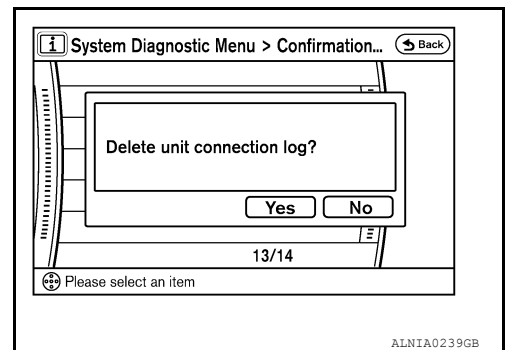 i System Diagnostic Menu > Confirmation... Back
Delete unit connection log?
Yes No
13/14
Please select an item
ALNIA0239GB